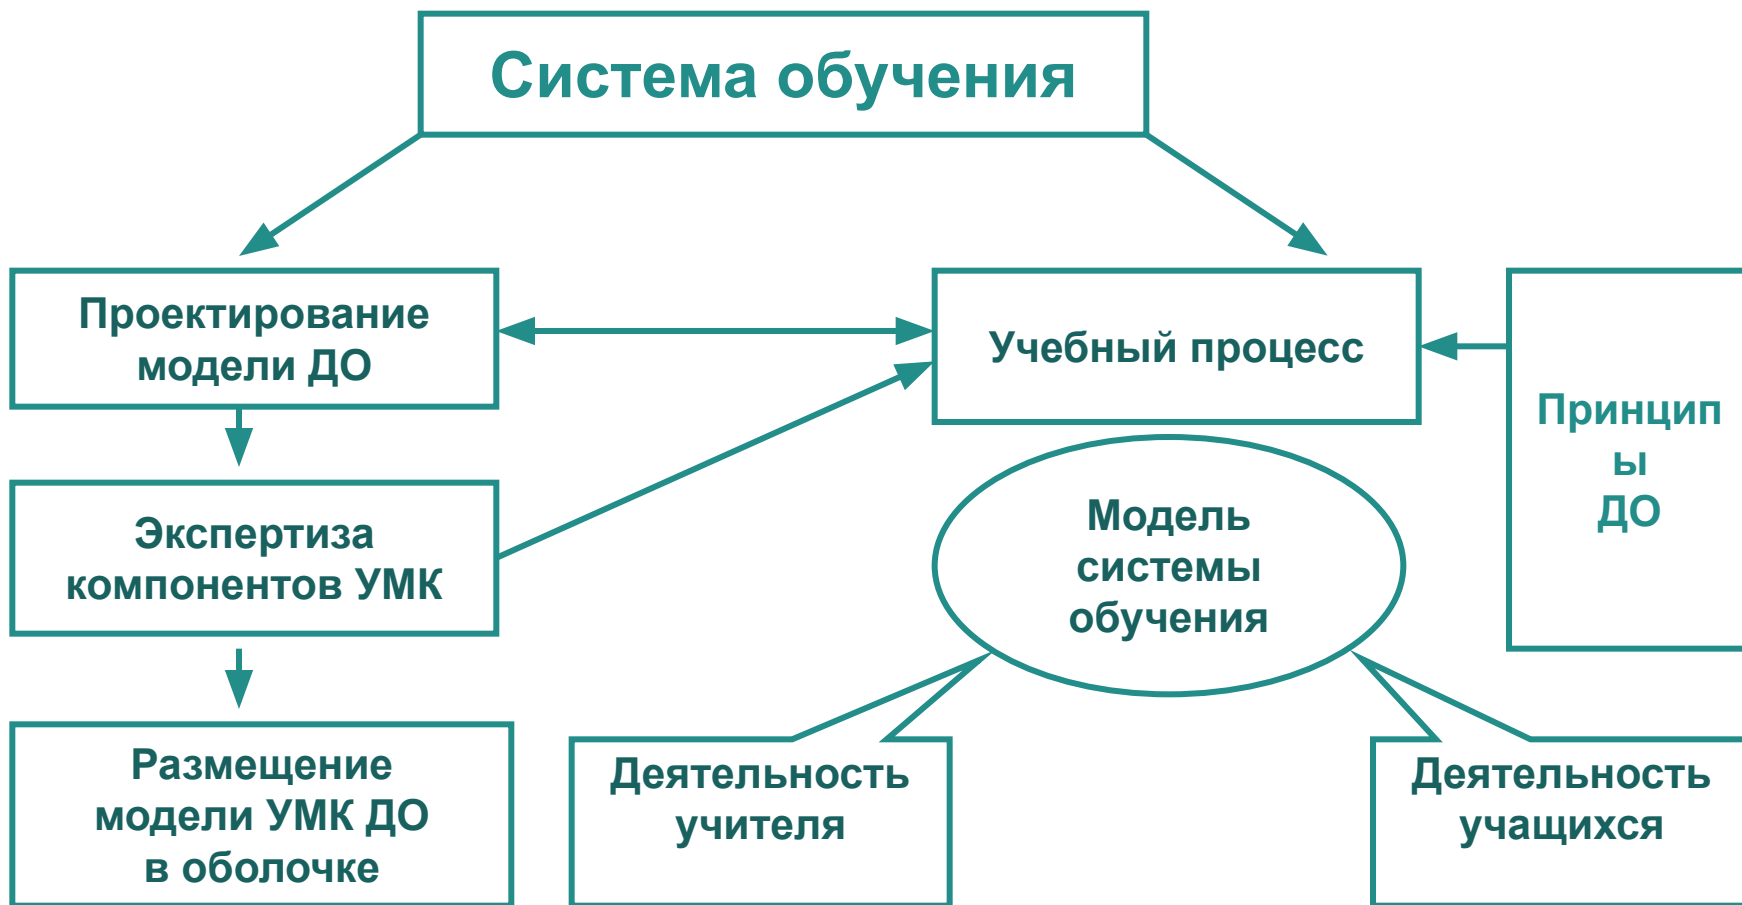 Система обучения
Проектирование
модели ДО
Учебный процесс
Принцип
ы
ДО
Экспертиза
компонентов УМК
Модель
системы
обучения
Размещение
модели УМК ДО
в оболочке
Деятельность
учителя
Деятельность
учащихся